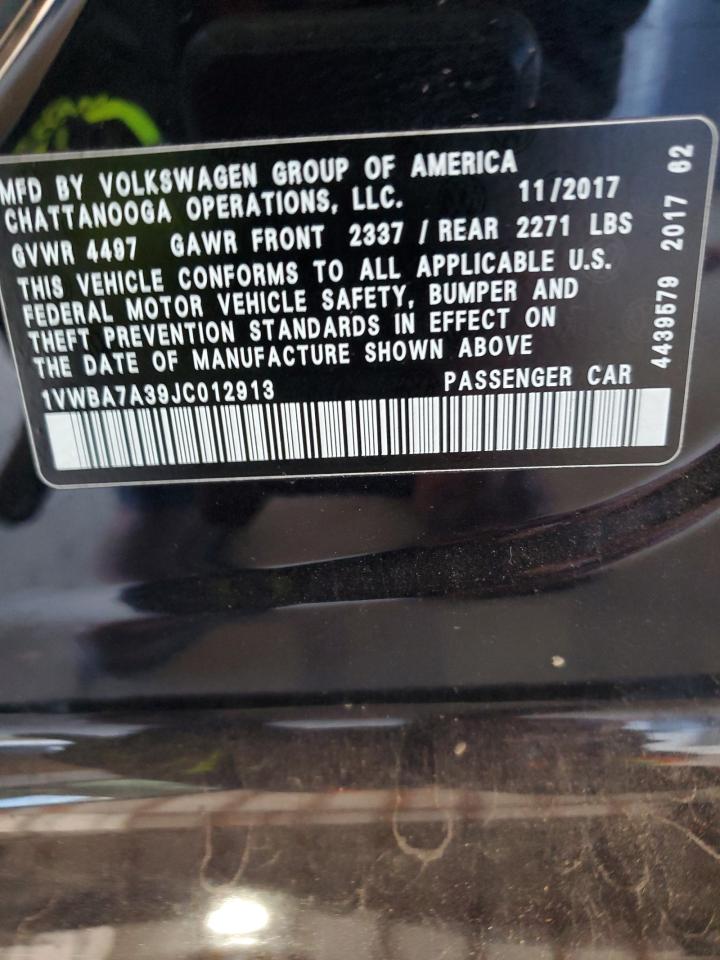 MFD BY VOLKSWAGEN GROUP OF AMERICA
CHATTANOOGA OPERATIONS, LLC. 11/2017
GVWR 4497 GAWR FRONT 2337 / REAR 2271 LBS
THIS VEHICLE CONFORMS TO ALL APPLICABLE U.S.
FEDERAL MOTOR VEHICLE SAFETY, BUMPER AND
THEFT PREVENTION STANDARDS IN EFFECT ON
THE DATE OF MANUFACTURE SHOWN ABOVE
1VWBA7A39JC012913 PASSENGER CAR
4439579 2017 62